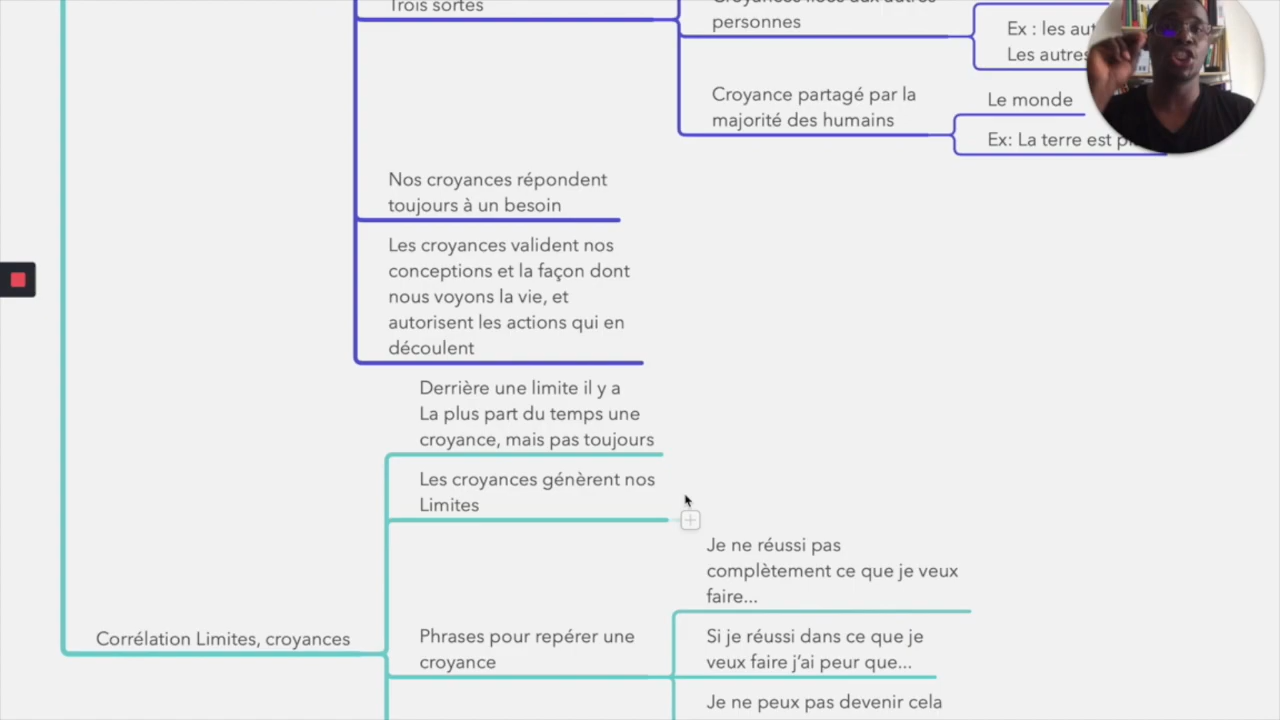 Trois sortes
personnes
Ex : les
Les autres
Croyance partagé par la
majorité des humains
Le monde
Ex: La terre est
Nos croyances répondent
toujours à un besoin
Les croyances valident nos
conceptions et la façon dont
nous voyons la vie, et
autorisent les actions qui en
découlent
Derrière une limite il y a
La plus part du temps une
croyance, mais pas toujours
Les croyances génèrent nos
Limites
Corrélation Limites, croyances
Phrases pour repérer une
croyance
Je ne réussi pas
complètement ce que je veux
faire...
Si je réussi dans ce que je
veux faire j’ai peur que...
Je ne peux pas devenir cela